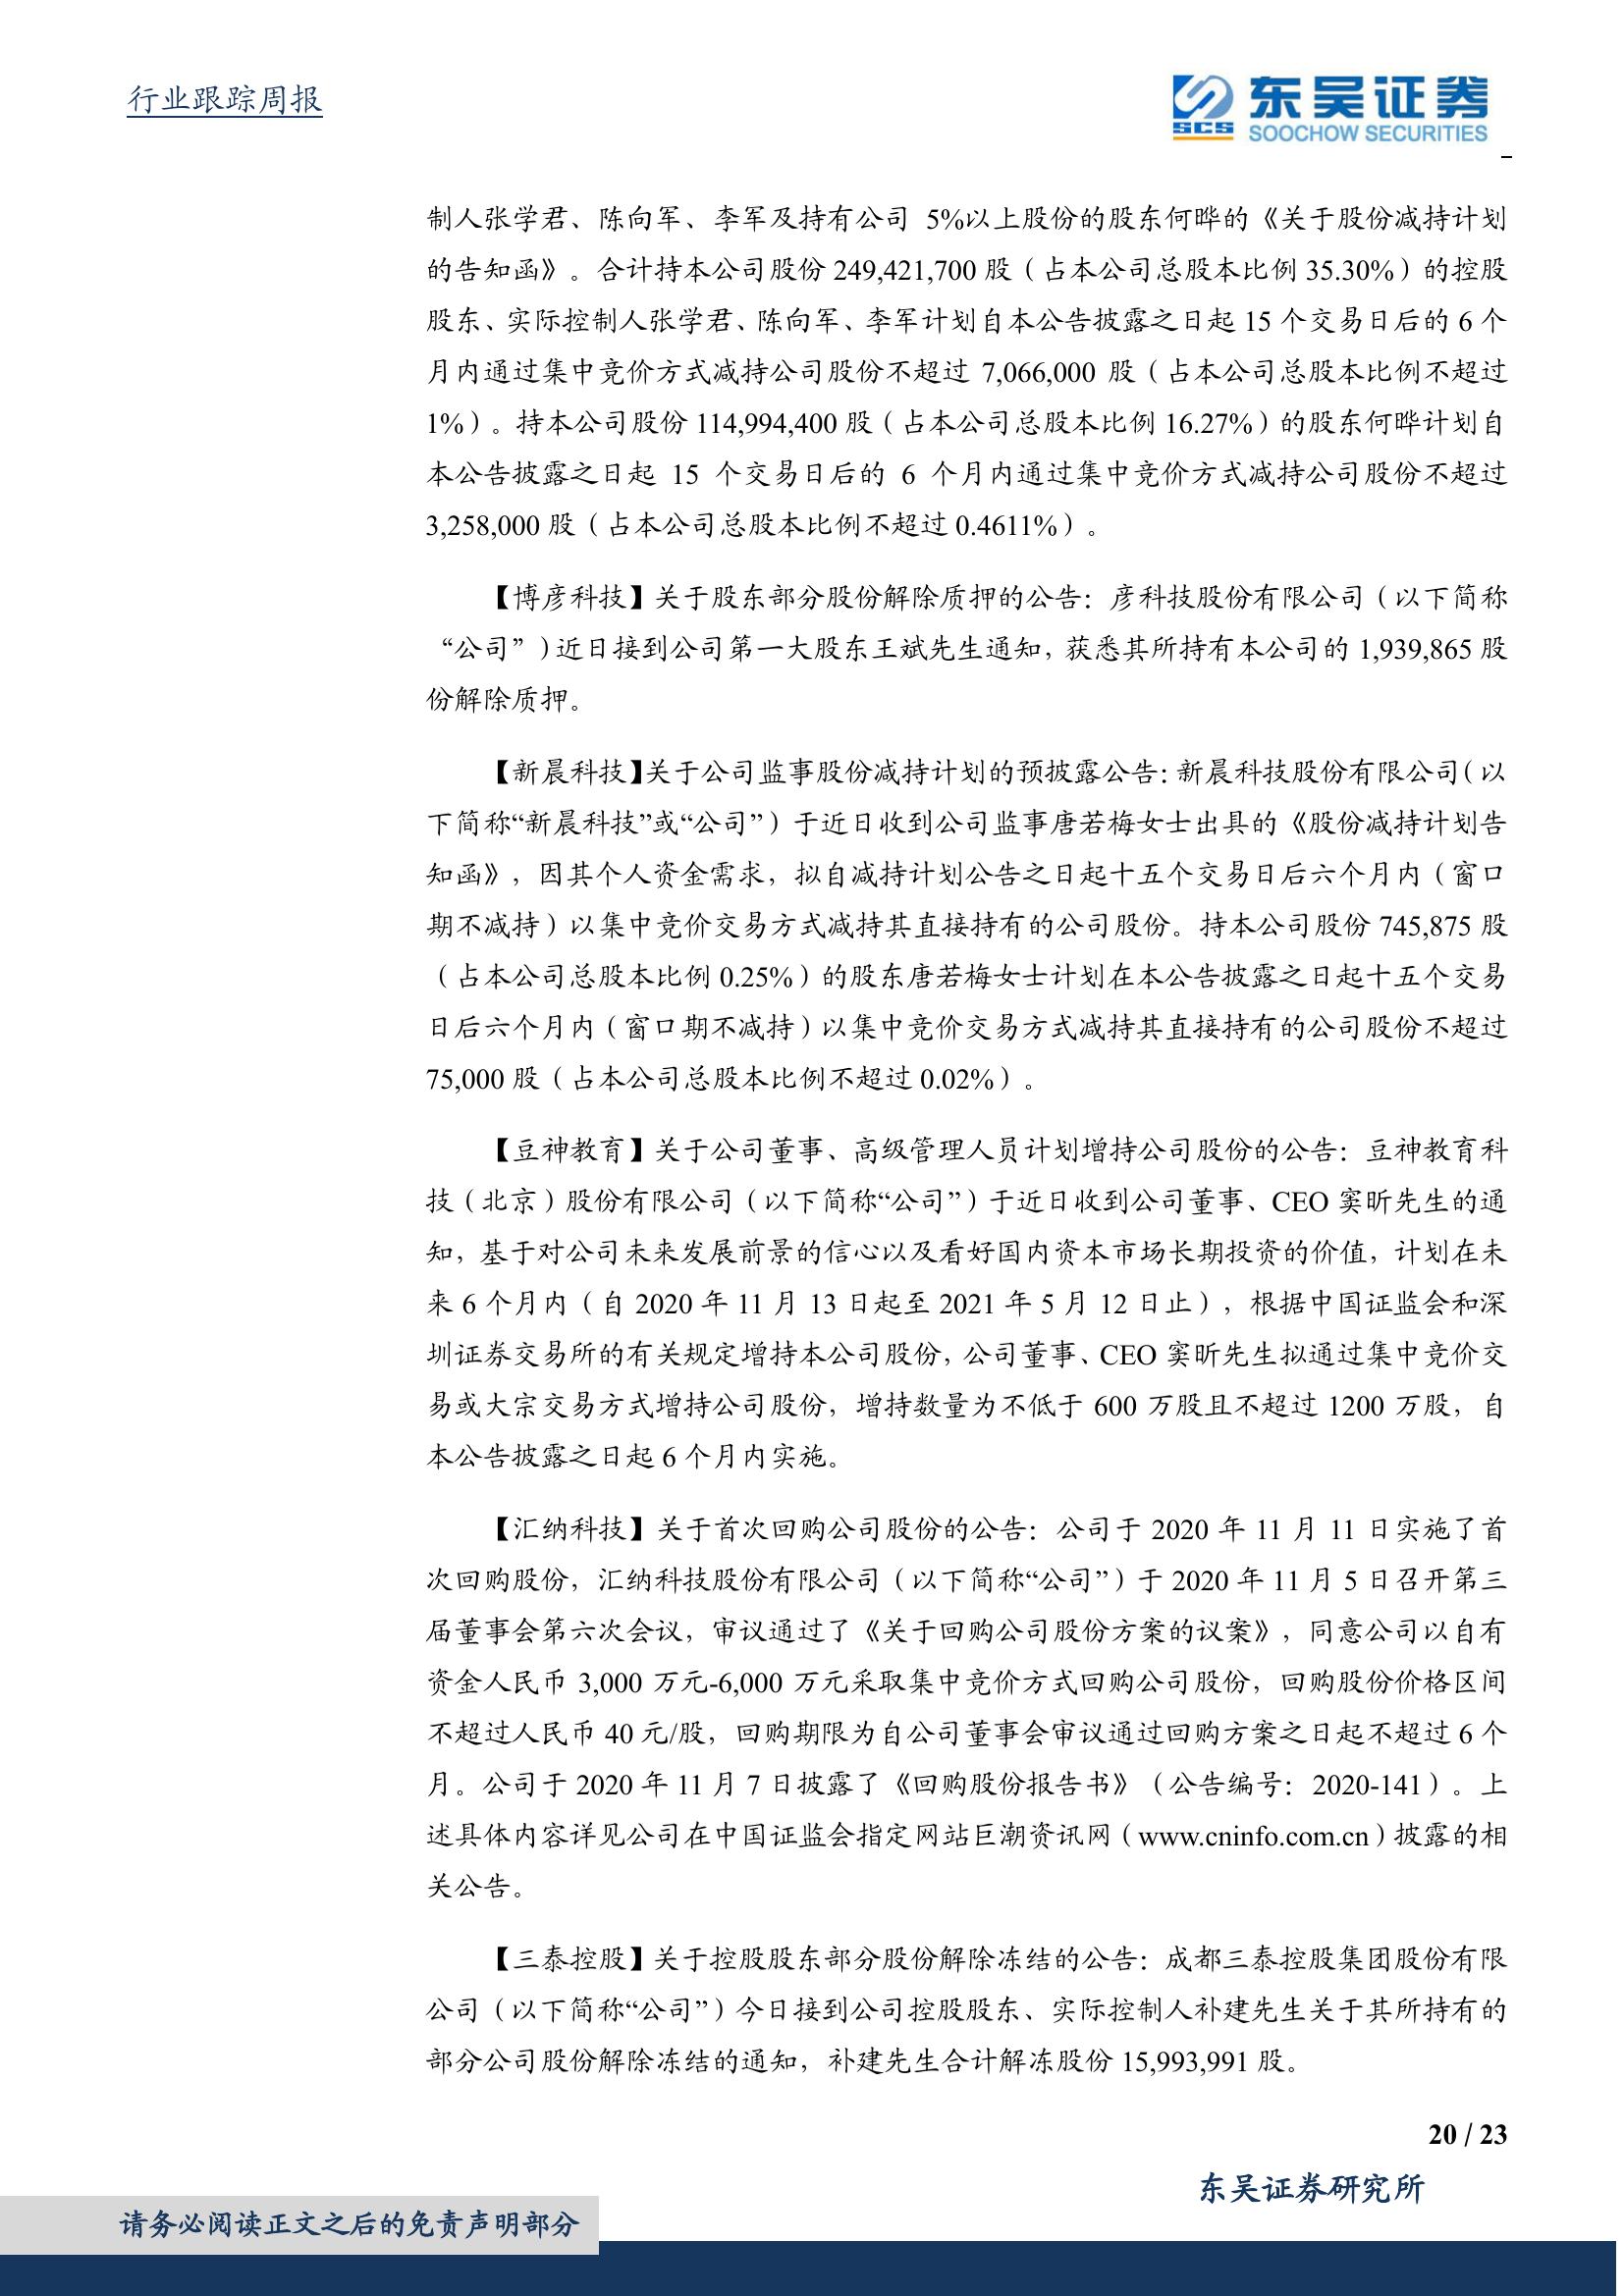 行业跟踪周报
SCS
东吴证券
SOOCHOW SECURITIES
制人张学君、陈向军、李军及持有公司 5%以上股份的股东何晔的《关于股份减持计划
的告知函》。合计持本公司股份 249,421,700 股（占本公司总股本比例 35.30%）的控股
股东、实际控制人张学君、陈向军、李军计划自本公告披露之日起 15 个交易日后的 6 个
月内通过集中竞价方式减持公司股份不超过 7,066,000 股（占本公司总股本比例不超过
1%）。持本公司股份 114,994,400 股（占本公司总股本比例 16.27%）的股东何晔计划自
本公告披露之日起 15 个交易日后的 6 个月内通过集中竞价方式减持公司股份不超过
3,258,000 股（占本公司总股本比例不超过 0.4611%）。
【博彦科技】关于股东部分股份解除质押的公告：彦科技股份有限公司（以下简称
“公司”）近日接到公司第一大股东王斌先生通知，获悉其所持有本公司的 1,939,865 股
份解除质押。
【新晨科技】关于公司监事股份减持计划的预披露公告：新晨科技股份有限公司（以
下简称“新晨科技”或“公司”）于近日收到公司监事唐若梅女士出具的《股份减持计划告
知函》，因其个人资金需求，拟自减持计划公告之日起十五个交易日后六个月内（窗口
期不减持）以集中竞价交易方式减持其直接持有的公司股份。持本公司股份 745,875 股
（占本公司总股本比例 0.25%）的股东唐若梅女士计划在本公告披露之日起十五个交易
日后六个月内（窗口期不减持）以集中竞价交易方式减持其直接持有的公司股份不超过
75,000 股（占本公司总股本比例不超过 0.02%）。
【豆神教育】关于公司董事、高级管理人员计划增持公司股份的公告：豆神教育科
技（北京）股份有限公司（以下简称“公司”）于近日收到公司董事、CEO 窦昕先生的通
知，基于对公司未来发展前景的信心以及看好国内资本市场长期投资的价值，计划在未
来 6 个月内（自 2020 年 11 月 13 日起至 2021 年 5 月 12 日止），根据中国证监会和深
圳证券交易所的有关规定增持本公司股份，公司董事、CEO 窦昕先生拟通过集中竞价交
易或大宗交易方式增持公司股份，增持数量为不低于 600 万股且不超过 1200 万股，自
本公告披露之日起 6 个月内实施。
【汇纳科技】关于首次回购公司股份的公告：公司于 2020 年 11 月 11 日实施了首
次回购股份，汇纳科技股份有限公司（以下简称“公司”）于 2020 年 11 月 5 日召开第三
届董事会第六次会议，审议通过了《关于回购公司股份方案的议案》，同意公司以自有
资金人民币 3,000 万元-6,000 万元采取集中竞价方式回购公司股份，回购股份价格区间
不超过人民币 40 元/股，回购期限为自公司董事会审议通过回购方案之日起不超过 6 个
月。公司于 2020 年 11 月 7 日披露了《回购股份报告书》（公告编号：2020-141）。上
述具体内容详见公司在中国证监会指定网站巨潮资讯网（www.cninfo.com.cn）披露的相
关公告。
【三泰控股】关于控股股东部分股份解除冻结的公告：成都三泰控股集团股份有限
公司（以下简称“公司”）今日接到公司控股股东、实际控制人补建先生关于其所持有的
部分公司股份解除冻结的通知，补建先生合计解冻股份 15,993,991 股。
20 / 23
东吴证券研究所
请务必阅读正文之后的免责声明部分